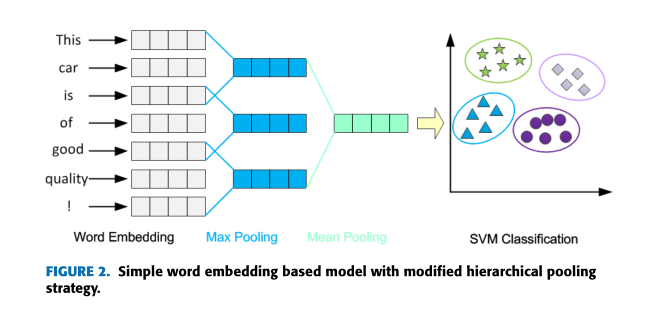 This
car
is
of
good
quality
!
Word Embedding
Max Pooling
Mean Pooling
SVM Classification
FIGURE 2. Simple word embedding based model with modified hierarchical pooling
strategy.